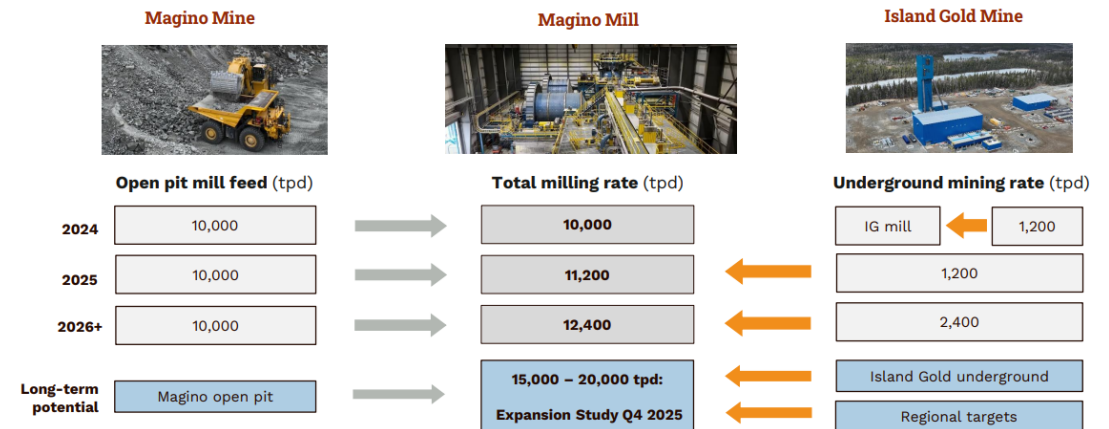 Magino Mine
Magino Mill
Island Gold Mine
Open pit mill feed (tpd)
Total milling rate (tpd)
Underground mining rate (tpd)
2024
10,000
10,000
IG mill
1,200
2025
10,000
11,200
1,200
2026+
10,000
12,400
2,400
Long-term
potential
Magino open pit
15,000 – 20,000 tpd:
Expansion Study Q4 2025
Island Gold underground
Regional targets